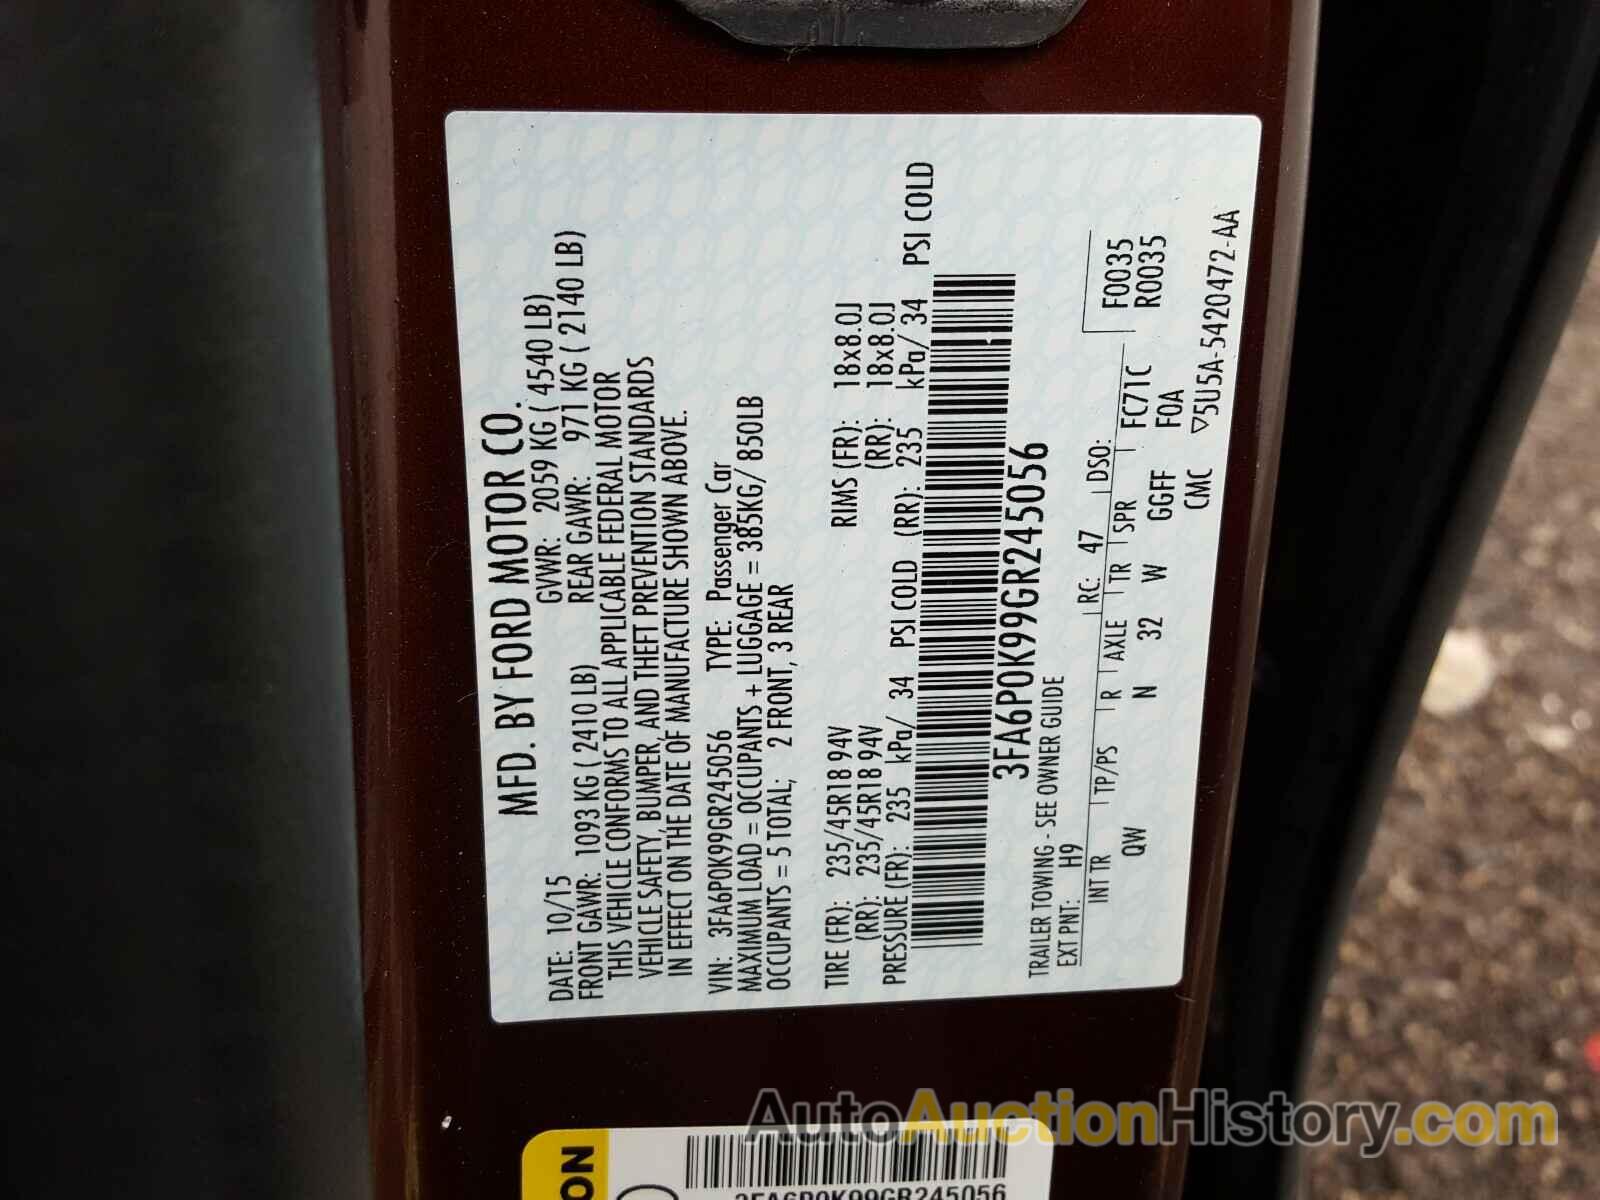 MFD. BY FORD MOTOR CO.
DATE: 10/15 GVWR: 2059 KG ( 4540 LB)
FRONT GAWR: 1093 KG ( 2410 LB) REAR GAWR: 971 KG ( 2140 LB)
THIS VEHICLE CONFORMS TO ALL APPLICABLE FEDERAL MOTOR
VEHICLE SAFETY, BUMPER, AND THEFT PREVENTION STANDARDS
IN EFFECT ON THE DATE OF MANUFACTURE SHOWN ABOVE.
VIN: 3FA6P0K99GR245056 TYPE: Passenger Car
MAXIMUM LOAD = OCCUPANTS + LUGGAGE = 385KG/ 850LB
OCCUPANTS = 5 TOTAL; 2 FRONT, 3 REAR
TIRE (FR): 235/45R18 94V RIMS (FR): 18x8.0J
(RR): 235/45R18 94V (RR): 18x8.0J
PRESSURE (FR): 235 kPa/ 34 PSI COLD (RR): 235 kPa/ 34 PSI COLD
3FA6P0K99GR245056
TRAILER TOWING - SEE OWNER GUIDE
EXT PNT: H9 RC: 47 DSO: F0035
R0035
INT TR TP/PS R AXLE TR SPR FC71C
QW N 32 W GGFF F0A
CMC ▽5U5A-5420472-AA
3FA6P0K99GR245056
AutoAuctionHistory.com